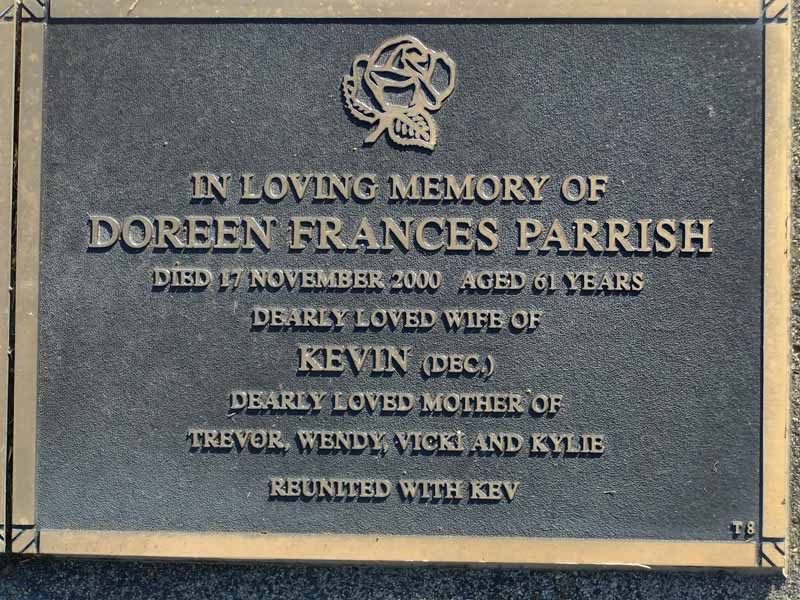 IN LOVING MEMORY OF
DOREEN FRANCES PARRISH
DIED 17 NOVEMBER 2000 AGED 61 YEARS
DEARLY LOVED WIFE OF
KEVIN (DEC.)
DEARLY LOVED MOTHER OF
TREVOR, WENDY, VICKI AND KYLIE
REUNITED WITH KEV
T 8